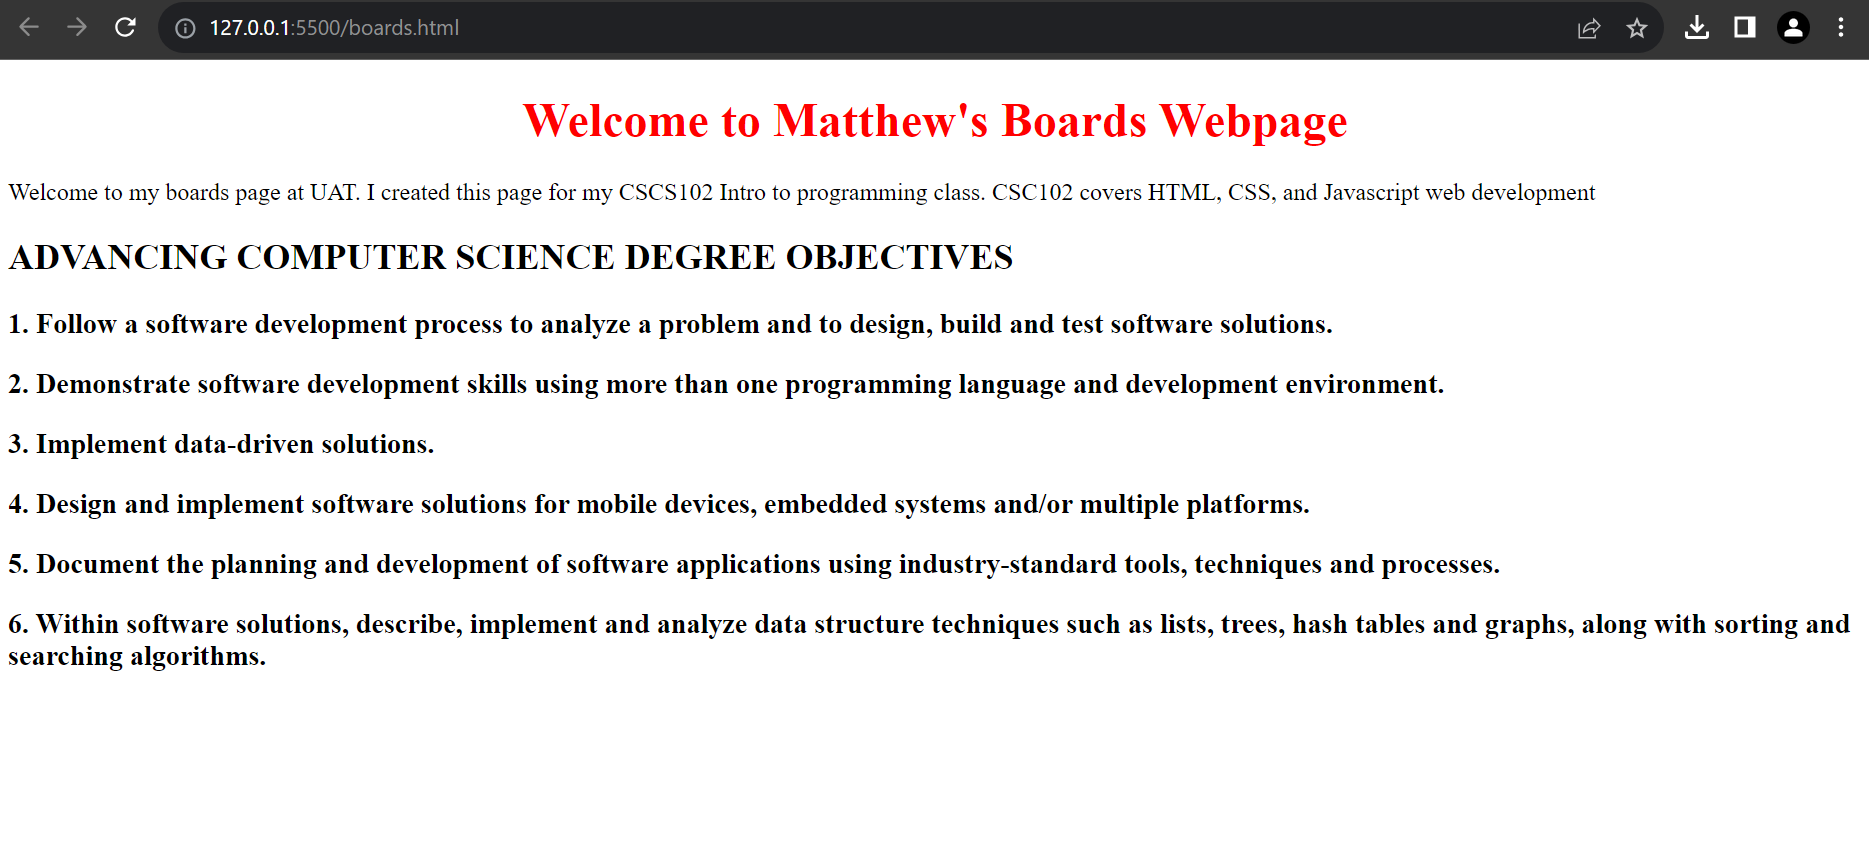 127.0.0.1:5500/boards.html
Welcome to Matthew's Boards Webpage
Welcome to my boards page at UAT. I created this page for my CSCS102 Intro to programming class. CSC102 covers HTML, CSS, and Javascript web development
ADVANCING COMPUTER SCIENCE DEGREE OBJECTIVES
1. Follow a software development process to analyze a problem and to design, build and test software solutions.
2. Demonstrate software development skills using more than one programming language and development environment.
3. Implement data-driven solutions.
4. Design and implement software solutions for mobile devices, embedded systems and/or multiple platforms.
5. Document the planning and development of software applications using industry-standard tools, techniques and processes.
6. Within software solutions, describe, implement and analyze data structure techniques such as lists, trees, hash tables and graphs, along with sorting and
searching algorithms.